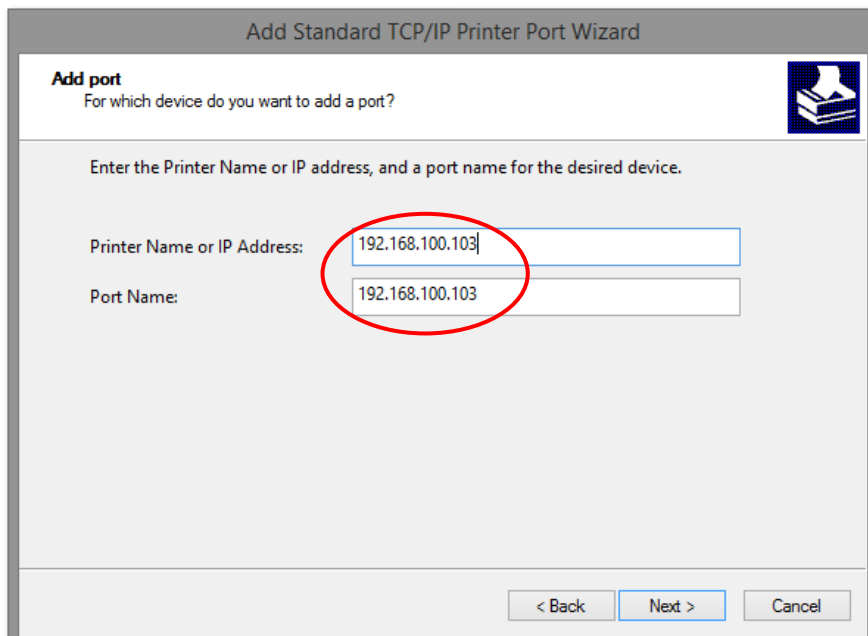 Add Standard TCP/IP Printer Port Wizard
Add port
For which device do you want to add a port?
Enter the Printer Name or IP address, and a port name for the desired device.
Printer Name or IP Address: 192.168.100.103
Port Name: 192.168.100.103
< Back Next > Cancel